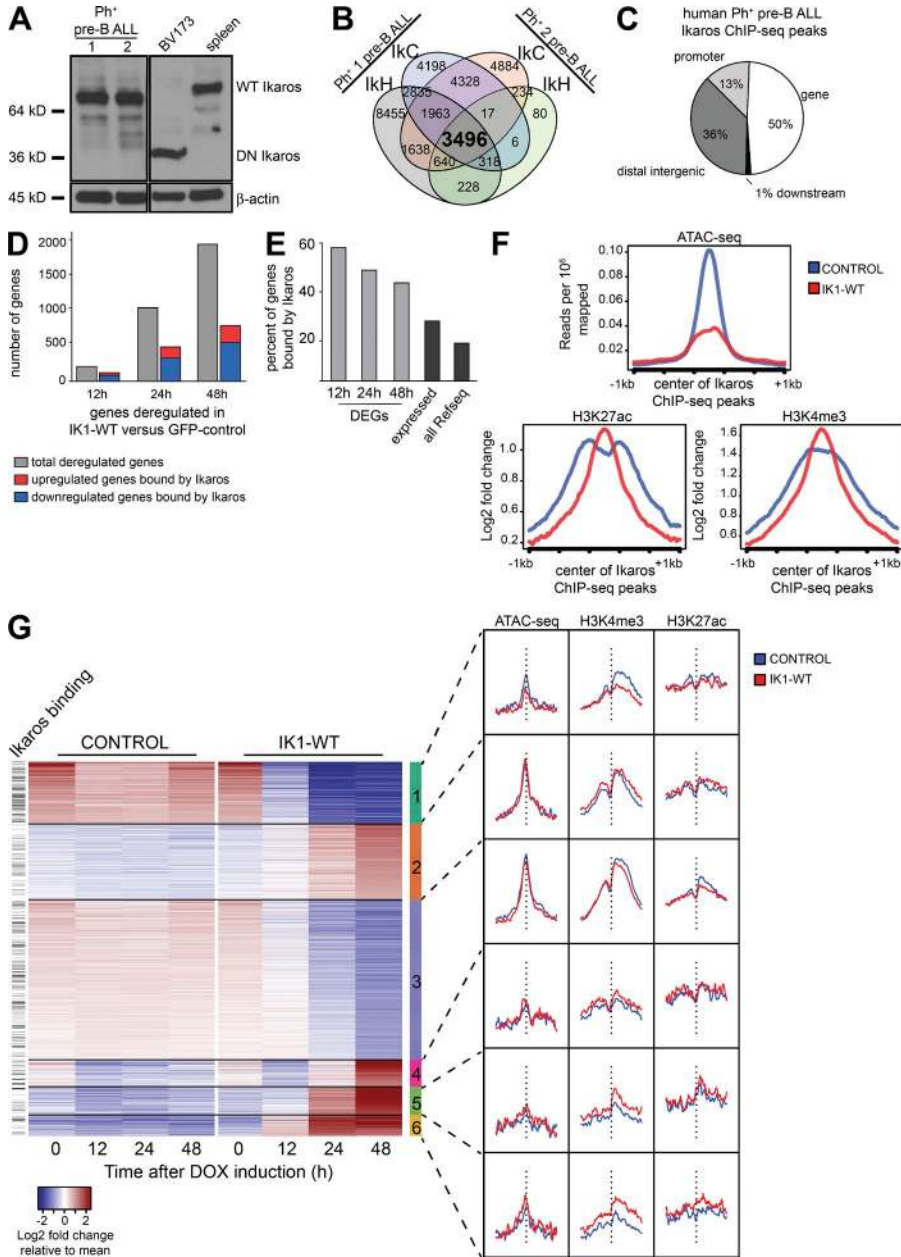 A
Ph+
pre-B ALL
1 2
BV173
spleen
64 kD
36 kD
45 kD
WT Ikaros
DN Ikaros
β-actin
B
Ph+ 1 pre-B ALL
Ph+ 2 pre-B ALL
IkC
IkC
IkH
IkH
4198
4884
4328
2835
234
8455
1963
17
80
3496
1638
6
640
318
228
C
human Ph+ pre-B ALL
Ikaros ChIP-seq peaks
promoter
13%
gene
50%
36%
distal intergenic
1% downstream
D
number of genes
2000
1500
1000
500
0
12h 24h 48h
genes deregulated in
IK1-WT versus GFP-control
total deregulated genes
upregulated genes bound by Ikaros
downregulated genes bound by Ikaros
E
percent of genes
bound by Ikaros
60
40
20
12h 24h 48h
DEGs
expressed
all Refseq
F
ATAC-seq
CONTROL
IK1-WT
Reads per 10^6
mapped
0.10
0.08
0.06
0.04
0.02
-1kb center of Ikaros +1kb
ChIP-seq peaks
H3K27ac
Log2 fold change
1.0
0.8
0.6
0.4
0.2
-1kb center of Ikaros +1kb
ChIP-seq peaks
H3K4me3
Log2 fold change
1.6
1.4
1.2
1.0
0.8
0.6
-1kb center of Ikaros +1kb
ChIP-seq peaks
G
Ikaros binding
CONTROL
IK1-WT
1
2
3
4
5
6
0 12 24 48 0 12 24 48
Time after DOX induction (h)
-2 0 2
Log2 fold change
relative to mean
ATAC-seq H3K4me3 H3K27ac
CONTROL
IK1-WT